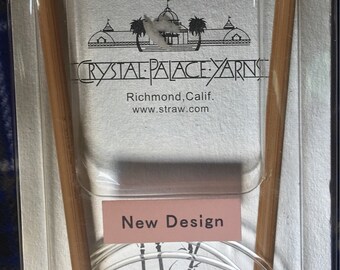 CRYSTAL·PALACE·YARNS
Richmond,Calif.
www.straw.com
New Design